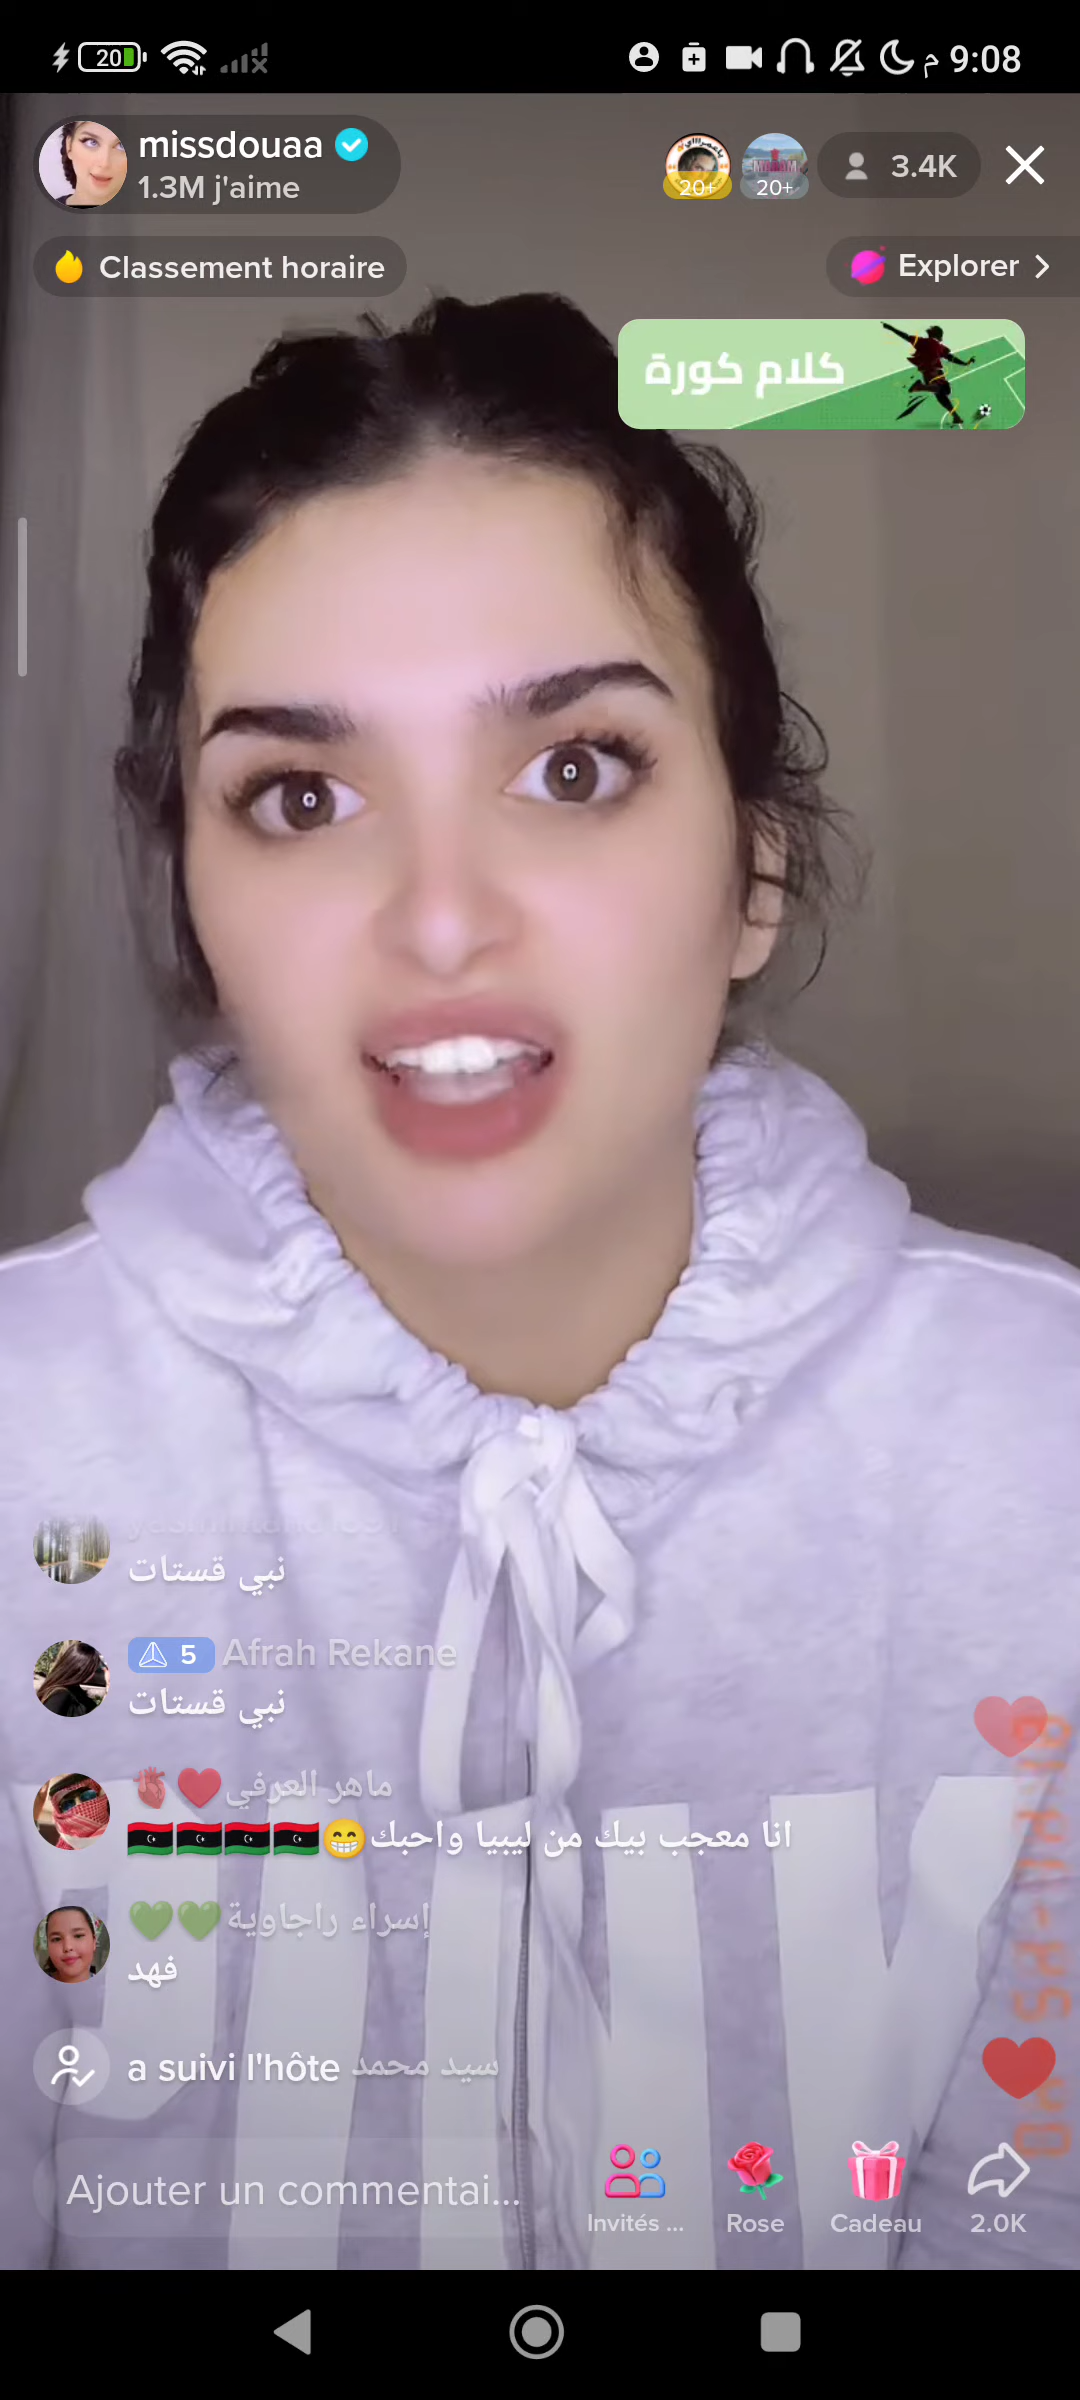 20
م 9:08
missdouaa
1.3M j'aime
20+
20+
3.4K
Classement horaire
Explorer
كلام كورة
نبي قستات
5 Afrah Rekane
نبي قستات
🫀❤️ماهر العرفي
انا معجب بيك من ليبيا واحبك😁🇱🇾🇱🇾🇱🇾🇱🇾
💚💚إسراء راجاوية
فهد
a suivi l'hôte سيد محمد
PINK
Ajouter un commentai...
Invités ...
Rose
Cadeau
2.0K